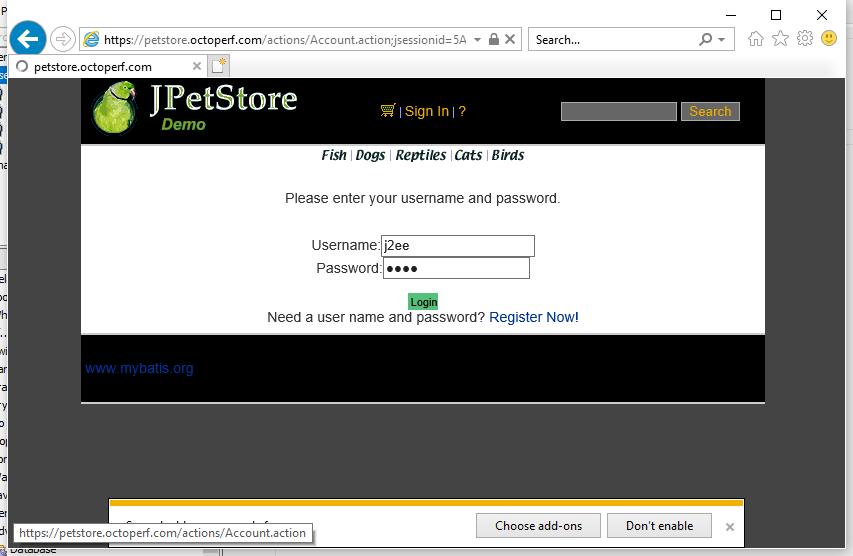 https://petstore.octoperf.com/actions/Account.action;jsessionid=5A
Search...
petstore.octoperf.com
JPetStore
Demo
| Sign In | ?
Search
Fish | Dogs | Reptiles | Cats | Birds
Please enter your username and password.
Username: j2ee
Password: ●●●●
Login
Need a user name and password? Register Now!
www.mybatis.org
Choose add-ons
Don't enable
https://petstore.octoperf.com/actions/Account.action
Database